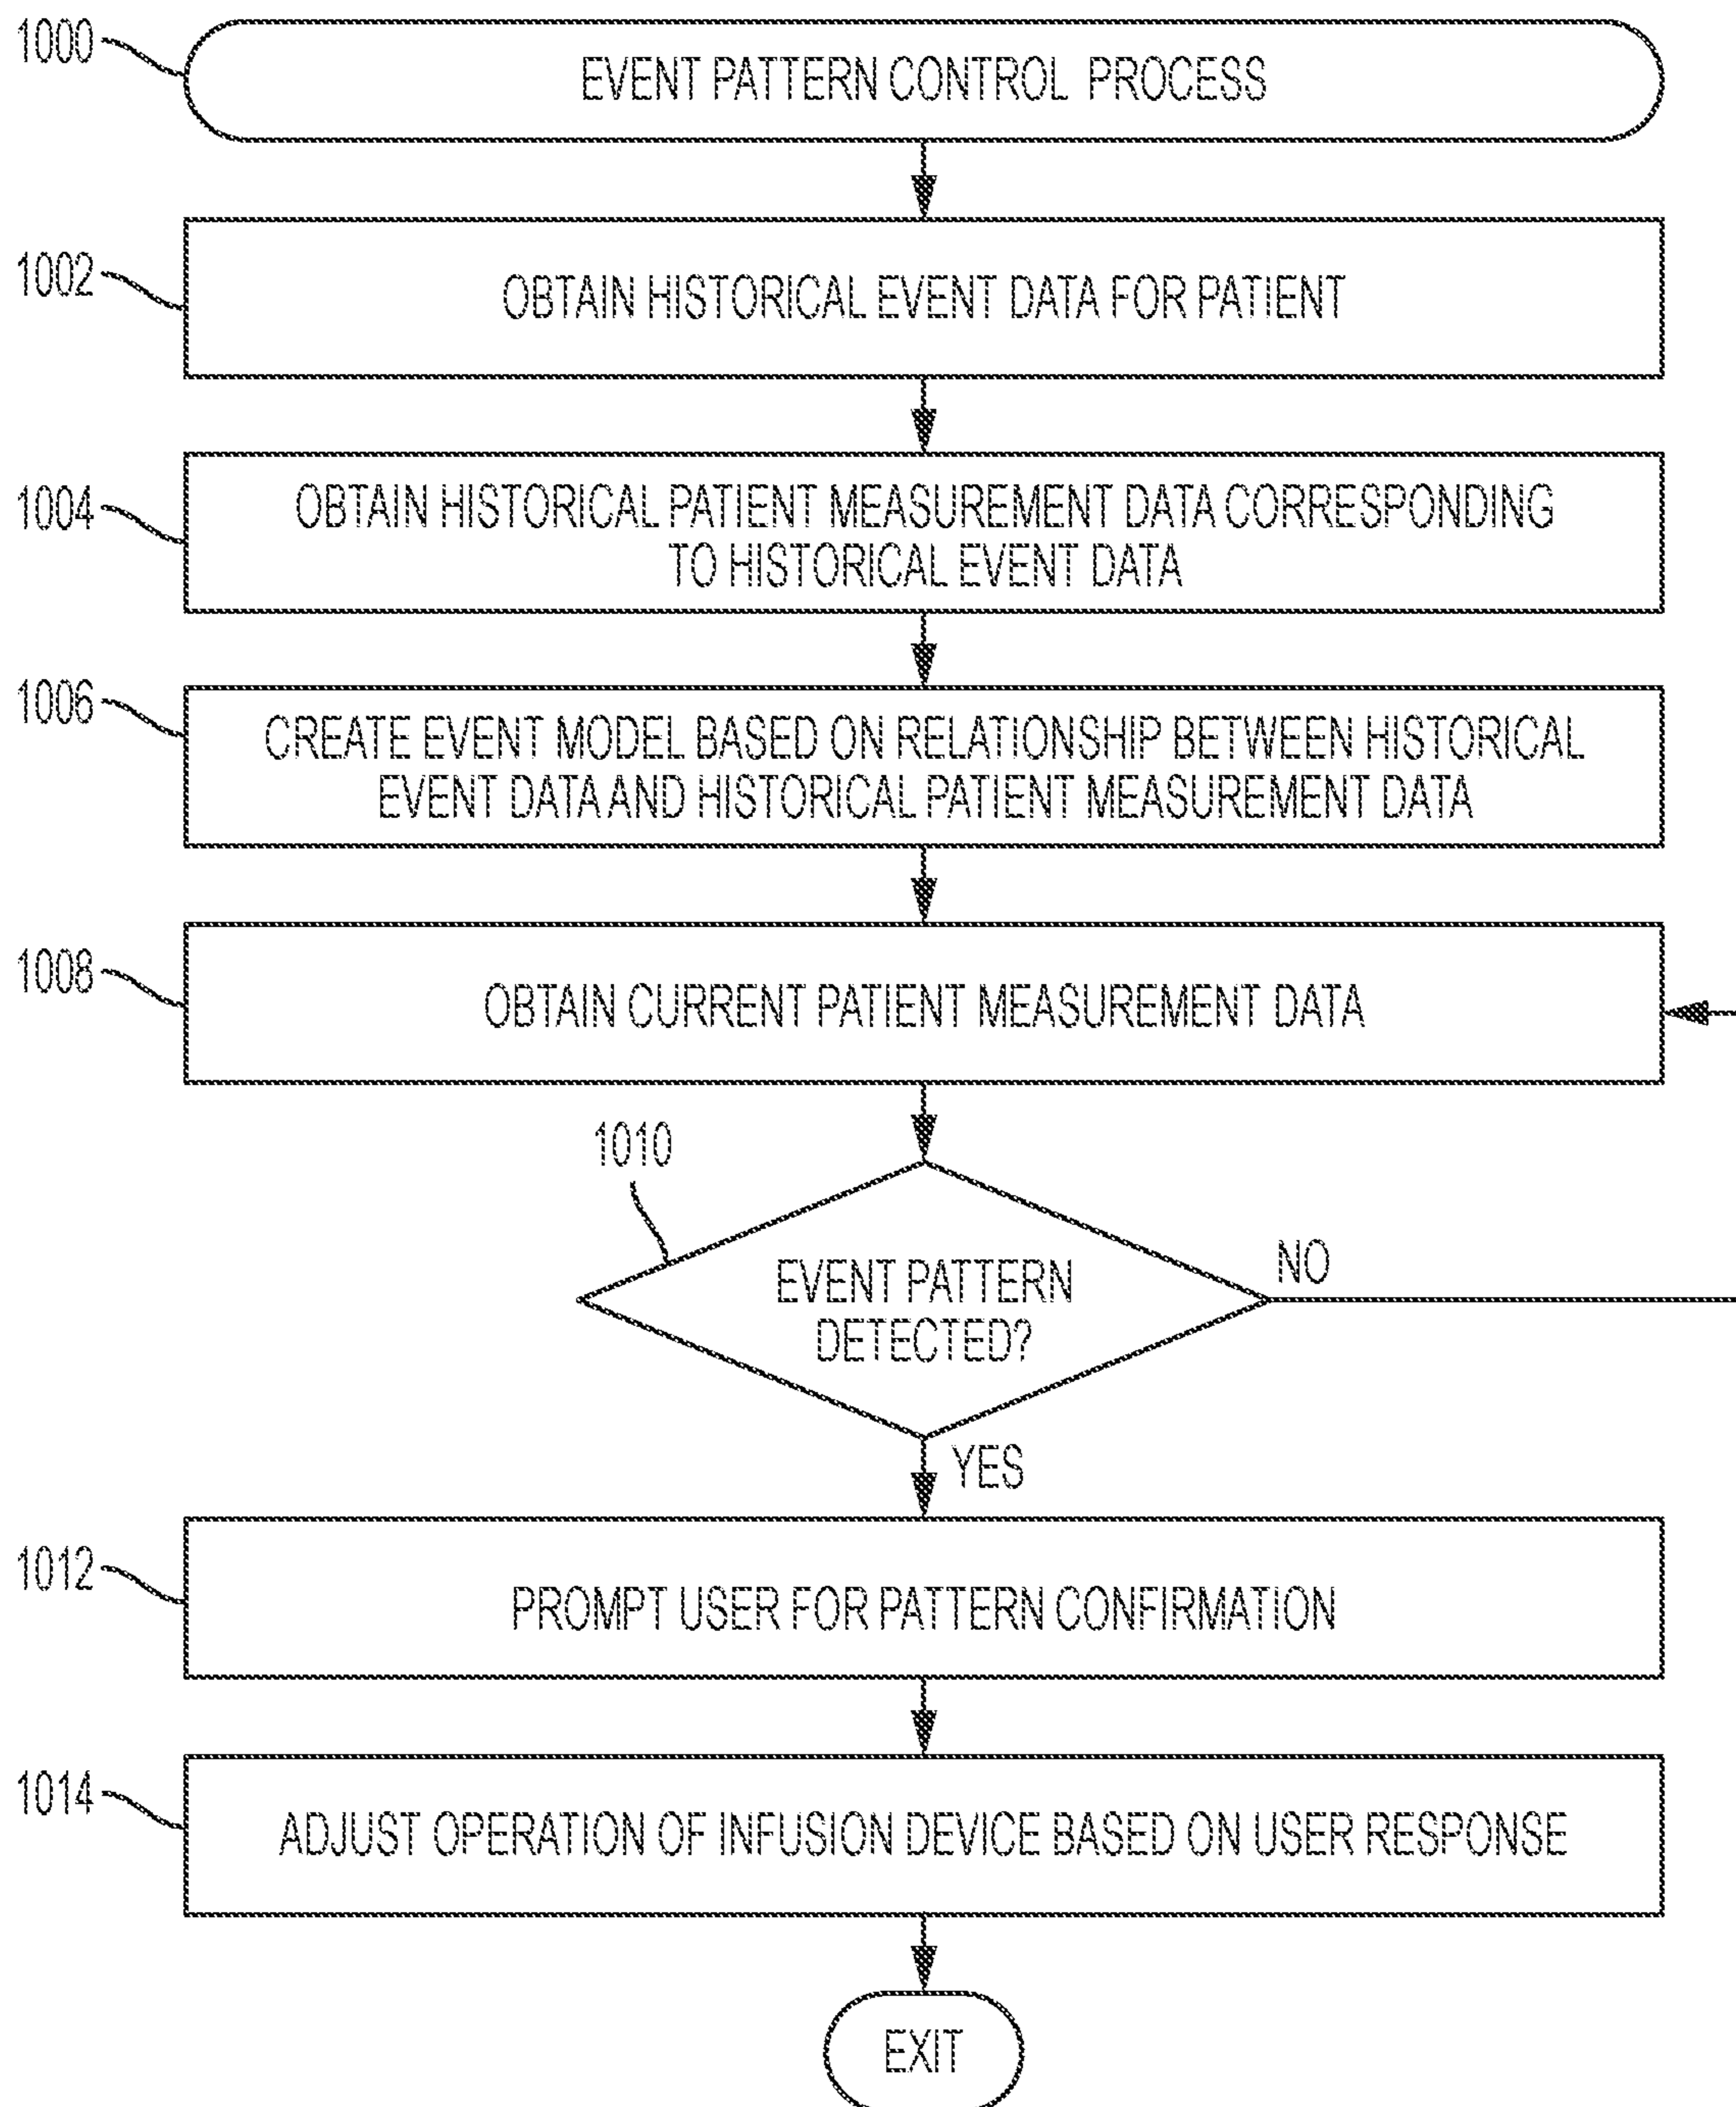 1000
EVENT PATTERN CONTROL PROCESS
1002
OBTAIN HISTORICAL EVENT DATA FOR PATIENT
1004
OBTAIN HISTORICAL PATIENT MEASUREMENT DATA CORRESPONDING
TO HISTORICAL EVENT DATA
1006
CREATE EVENT MODEL BASED ON RELATIONSHIP BETWEEN HISTORICAL
EVENT DATA AND HISTORICAL PATIENT MEASUREMENT DATA
1008
OBTAIN CURRENT PATIENT MEASUREMENT DATA
1010
EVENT PATTERN
DETECTED?
NO
YES
1012
PROMPT USER FOR PATTERN CONFIRMATION
1014
ADJUST OPERATION OF INFUSION DEVICE BASED ON USER RESPONSE
EXIT